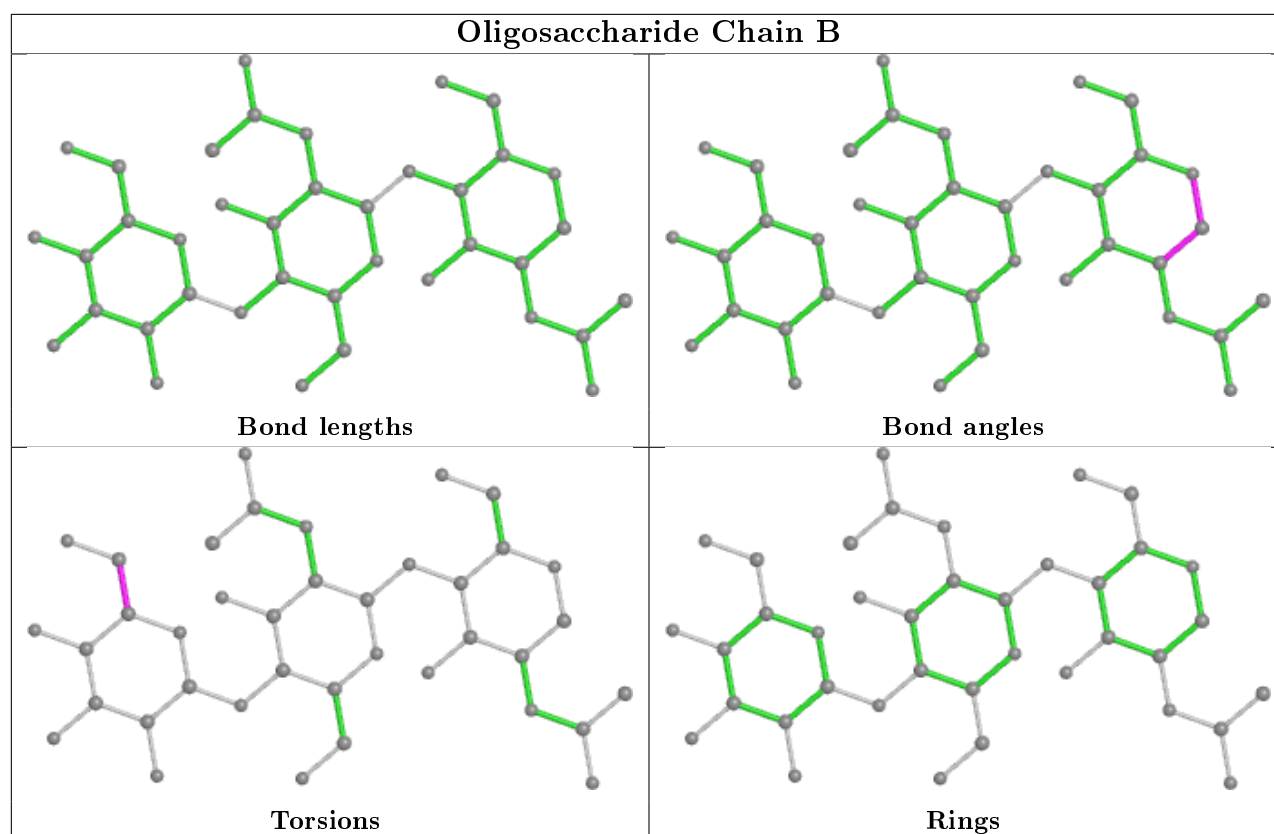 Oligosaccharide Chain B
Bond lengths
Bond angles
Torsions
Rings